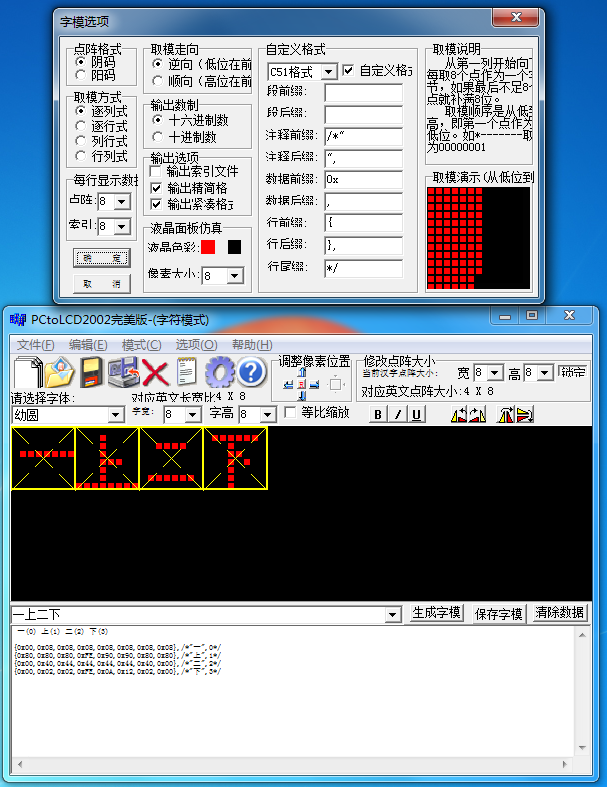 字模选项
点阵格式
阴码
阳码
取模方式
逐列式
逐行式
列行式
行列式
每行显示数据
点阵: 8
索引: 8
确 定
取 消
取模走向
逆向（低位在前
顺向（高位在前
输出数制
十六进制数
十进制数
输出选项
输出索引文件
输出精简格
输出紧凑格式
液晶面板仿真
液晶色彩:
像素大小: 8
自定义格式
C51格式
自定义格式
段前缀:
段后缀:
注释前缀: /*"
注释后缀: ",
数据前缀: 0x
数据后缀: ,
行前缀: {
行后缀: },
行尾缀: */
取模说明
从第一列开始向下
每取8个点作为一个字
节，如果最后不足8个
点就补满8位。
取模顺序是从低到
高，即第一个点作为最
低位。如*-------取
为00000001
取模演示(从低位到
PCtoLCD2002完美版-(字符模式)
文件(F) 编辑(E) 模式(C) 选项(O) 帮助(H)
调整像素位置
修改点阵大小
当前汉字点阵大小:
宽 8 高 8 锁定
对应英文点阵大小:4 X 8
请选择字体:
对应英文长宽比4 X 8
幼圆
字宽: 8 字高 8 等比缩放
B I U
一上二下
生成字模 保存字模 清除数据
一(0) 上(1) 二(2) 下(3)
{0x00,0x08,0x08,0x08,0x08,0x08,0x08,0x08},/*"一",0*/
{0x80,0x80,0x80,0xFE,0x90,0x90,0x80,0x80},/*"上",1*/
{0x00,0x40,0x44,0x44,0x44,0x44,0x40,0x00},/*"二",2*/
{0x00,0x02,0x02,0xFE,0x0A,0x12,0x02,0x00},/*"下",3*/